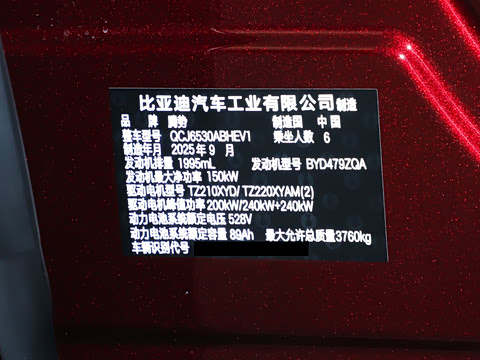 比亚迪汽车工业有限公司制造
品 牌 腾势 制造国 中国
整车型号 QCJ6530ABHEV1 乘坐人数 6
制造年月 2025年9月
发动机排量 1995mL 发动机型号 BYD479ZQA
发动机最大净功率 150kW
驱动电机型号 TZ210XYD/ TZ220XYAM(2)
驱动电机峰值功率 200kW/240kW+240kW
动力电池系统额定电压 528V
动力电池系统额定容量 89Ah 最大允许总质量3760kg
车辆识别代号